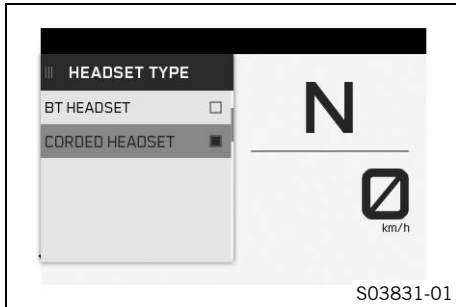 HEADSET TYPE
BT HEADSET
CORDED HEADSET
N
0
km/h
S03831-01